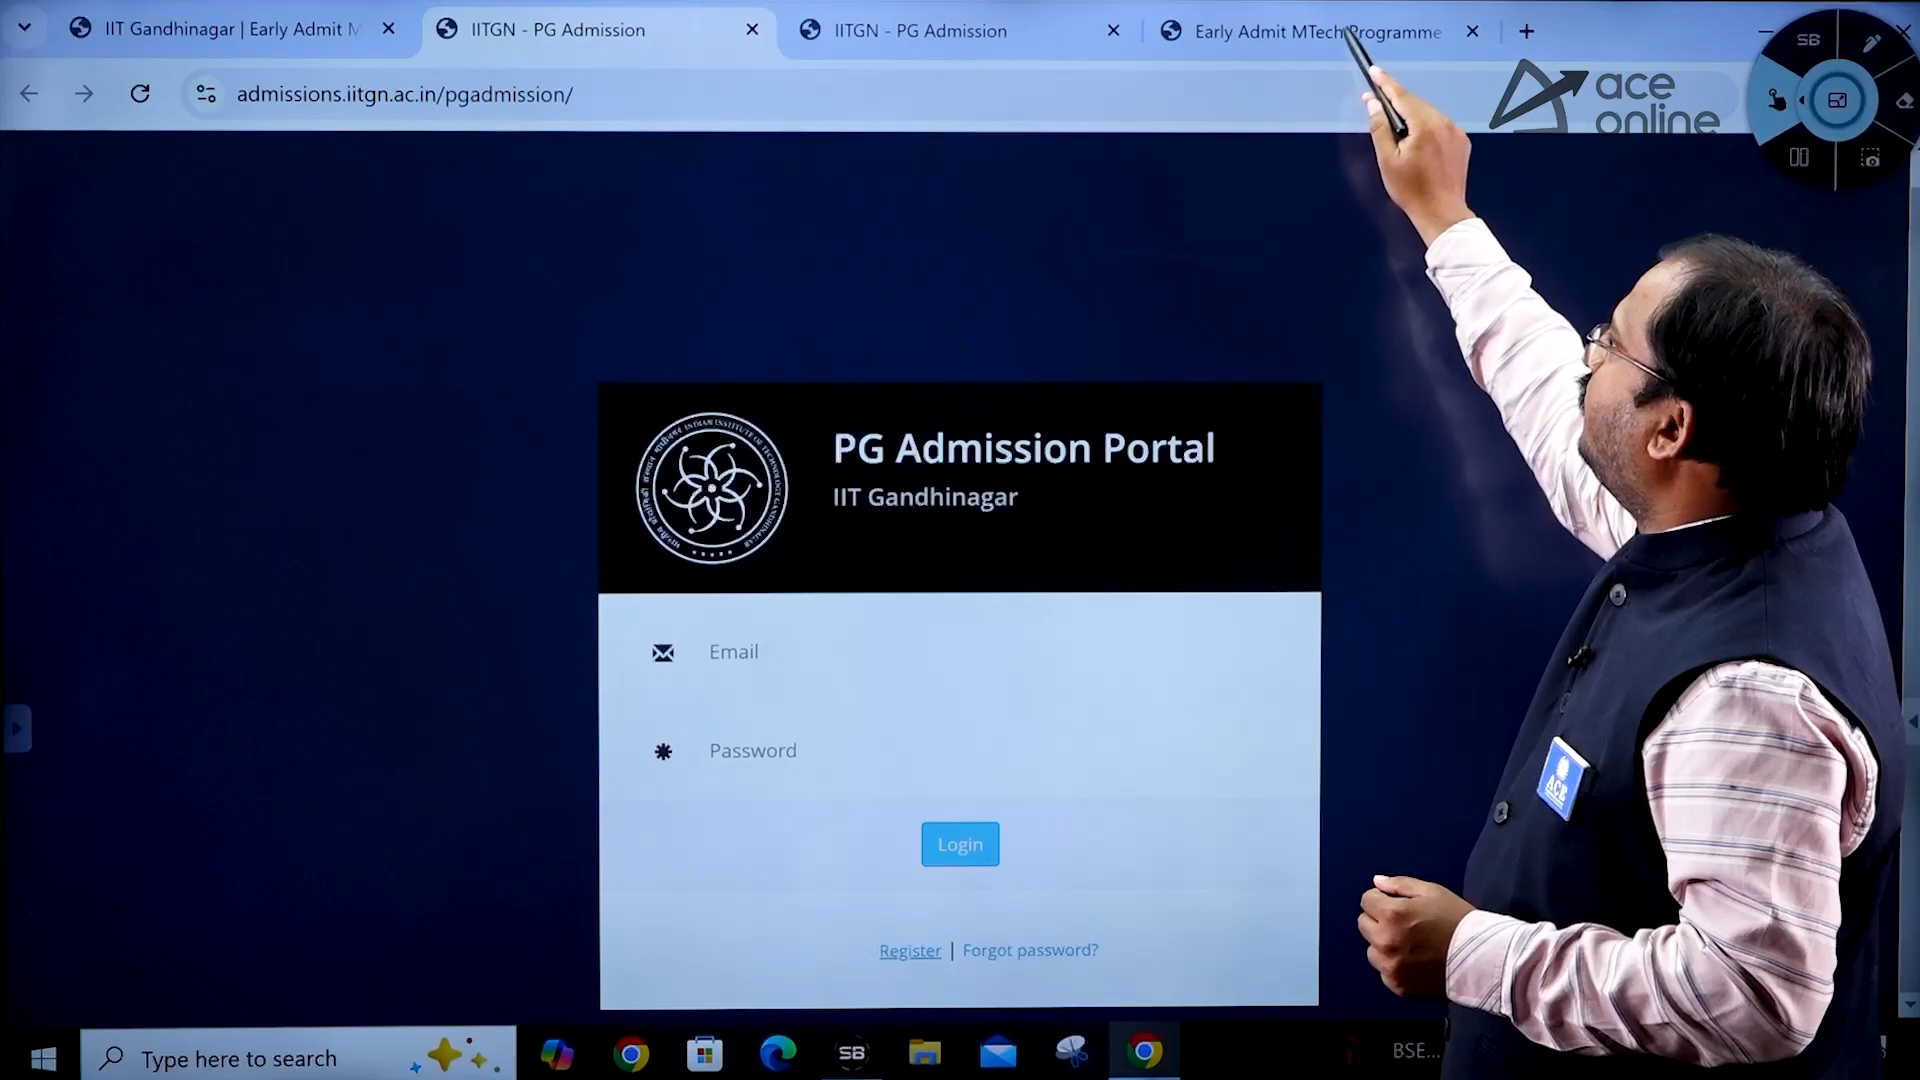 IIT Gandhinagar | Early Admit M
IITGN - PG Admission
IITGN - PG Admission
Early Admit MTech Programme
SB
admissions.iitgn.ac.in/pgadmission/
ace
online
PG Admission Portal
IIT Gandhinagar
Email
Password
Login
Register | Forgot password?
ACE
Type here to search
SB
BSE...